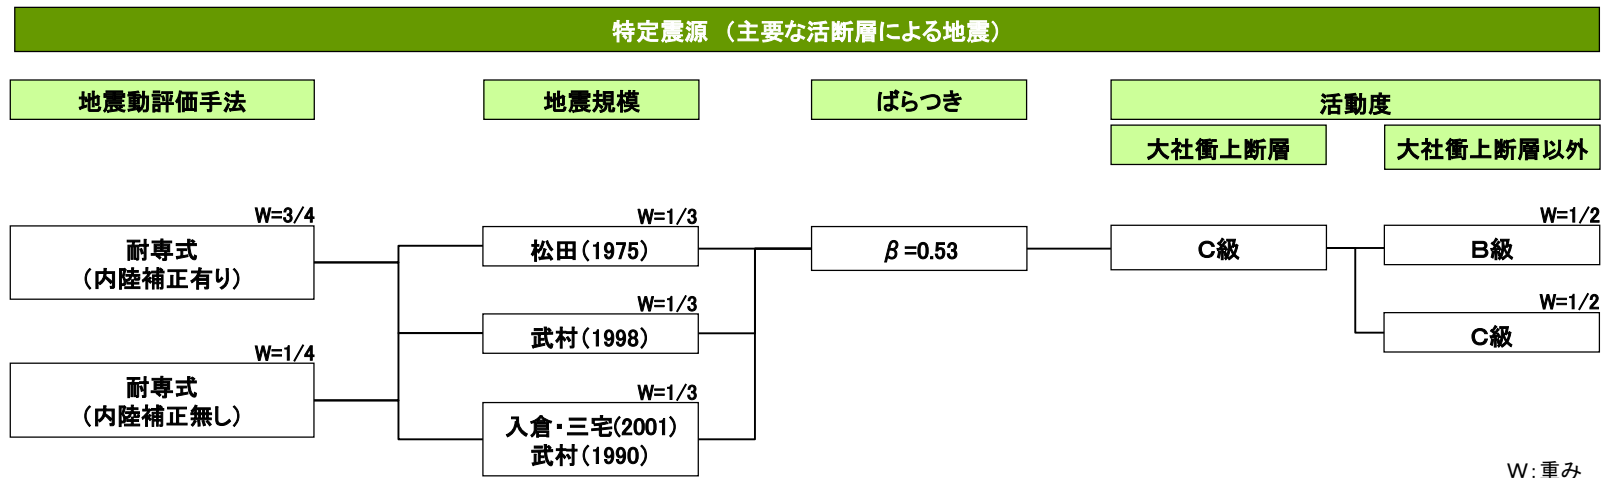 特定震源 （主要な活断層による地震）
地震動評価手法
地震規模
ばらつき
活動度
大社衝上断層
大社衝上断層以外
W=3/4
耐専式
（内陸補正有り）
W=1/4
耐専式
（内陸補正無し）
W=1/3
松田（1975）
W=1/3
武村（1998）
W=1/3
入倉・三宅(2001)
武村（1990）
β=0.53
C級
W=1/2
B級
W=1/2
C級
W：重み